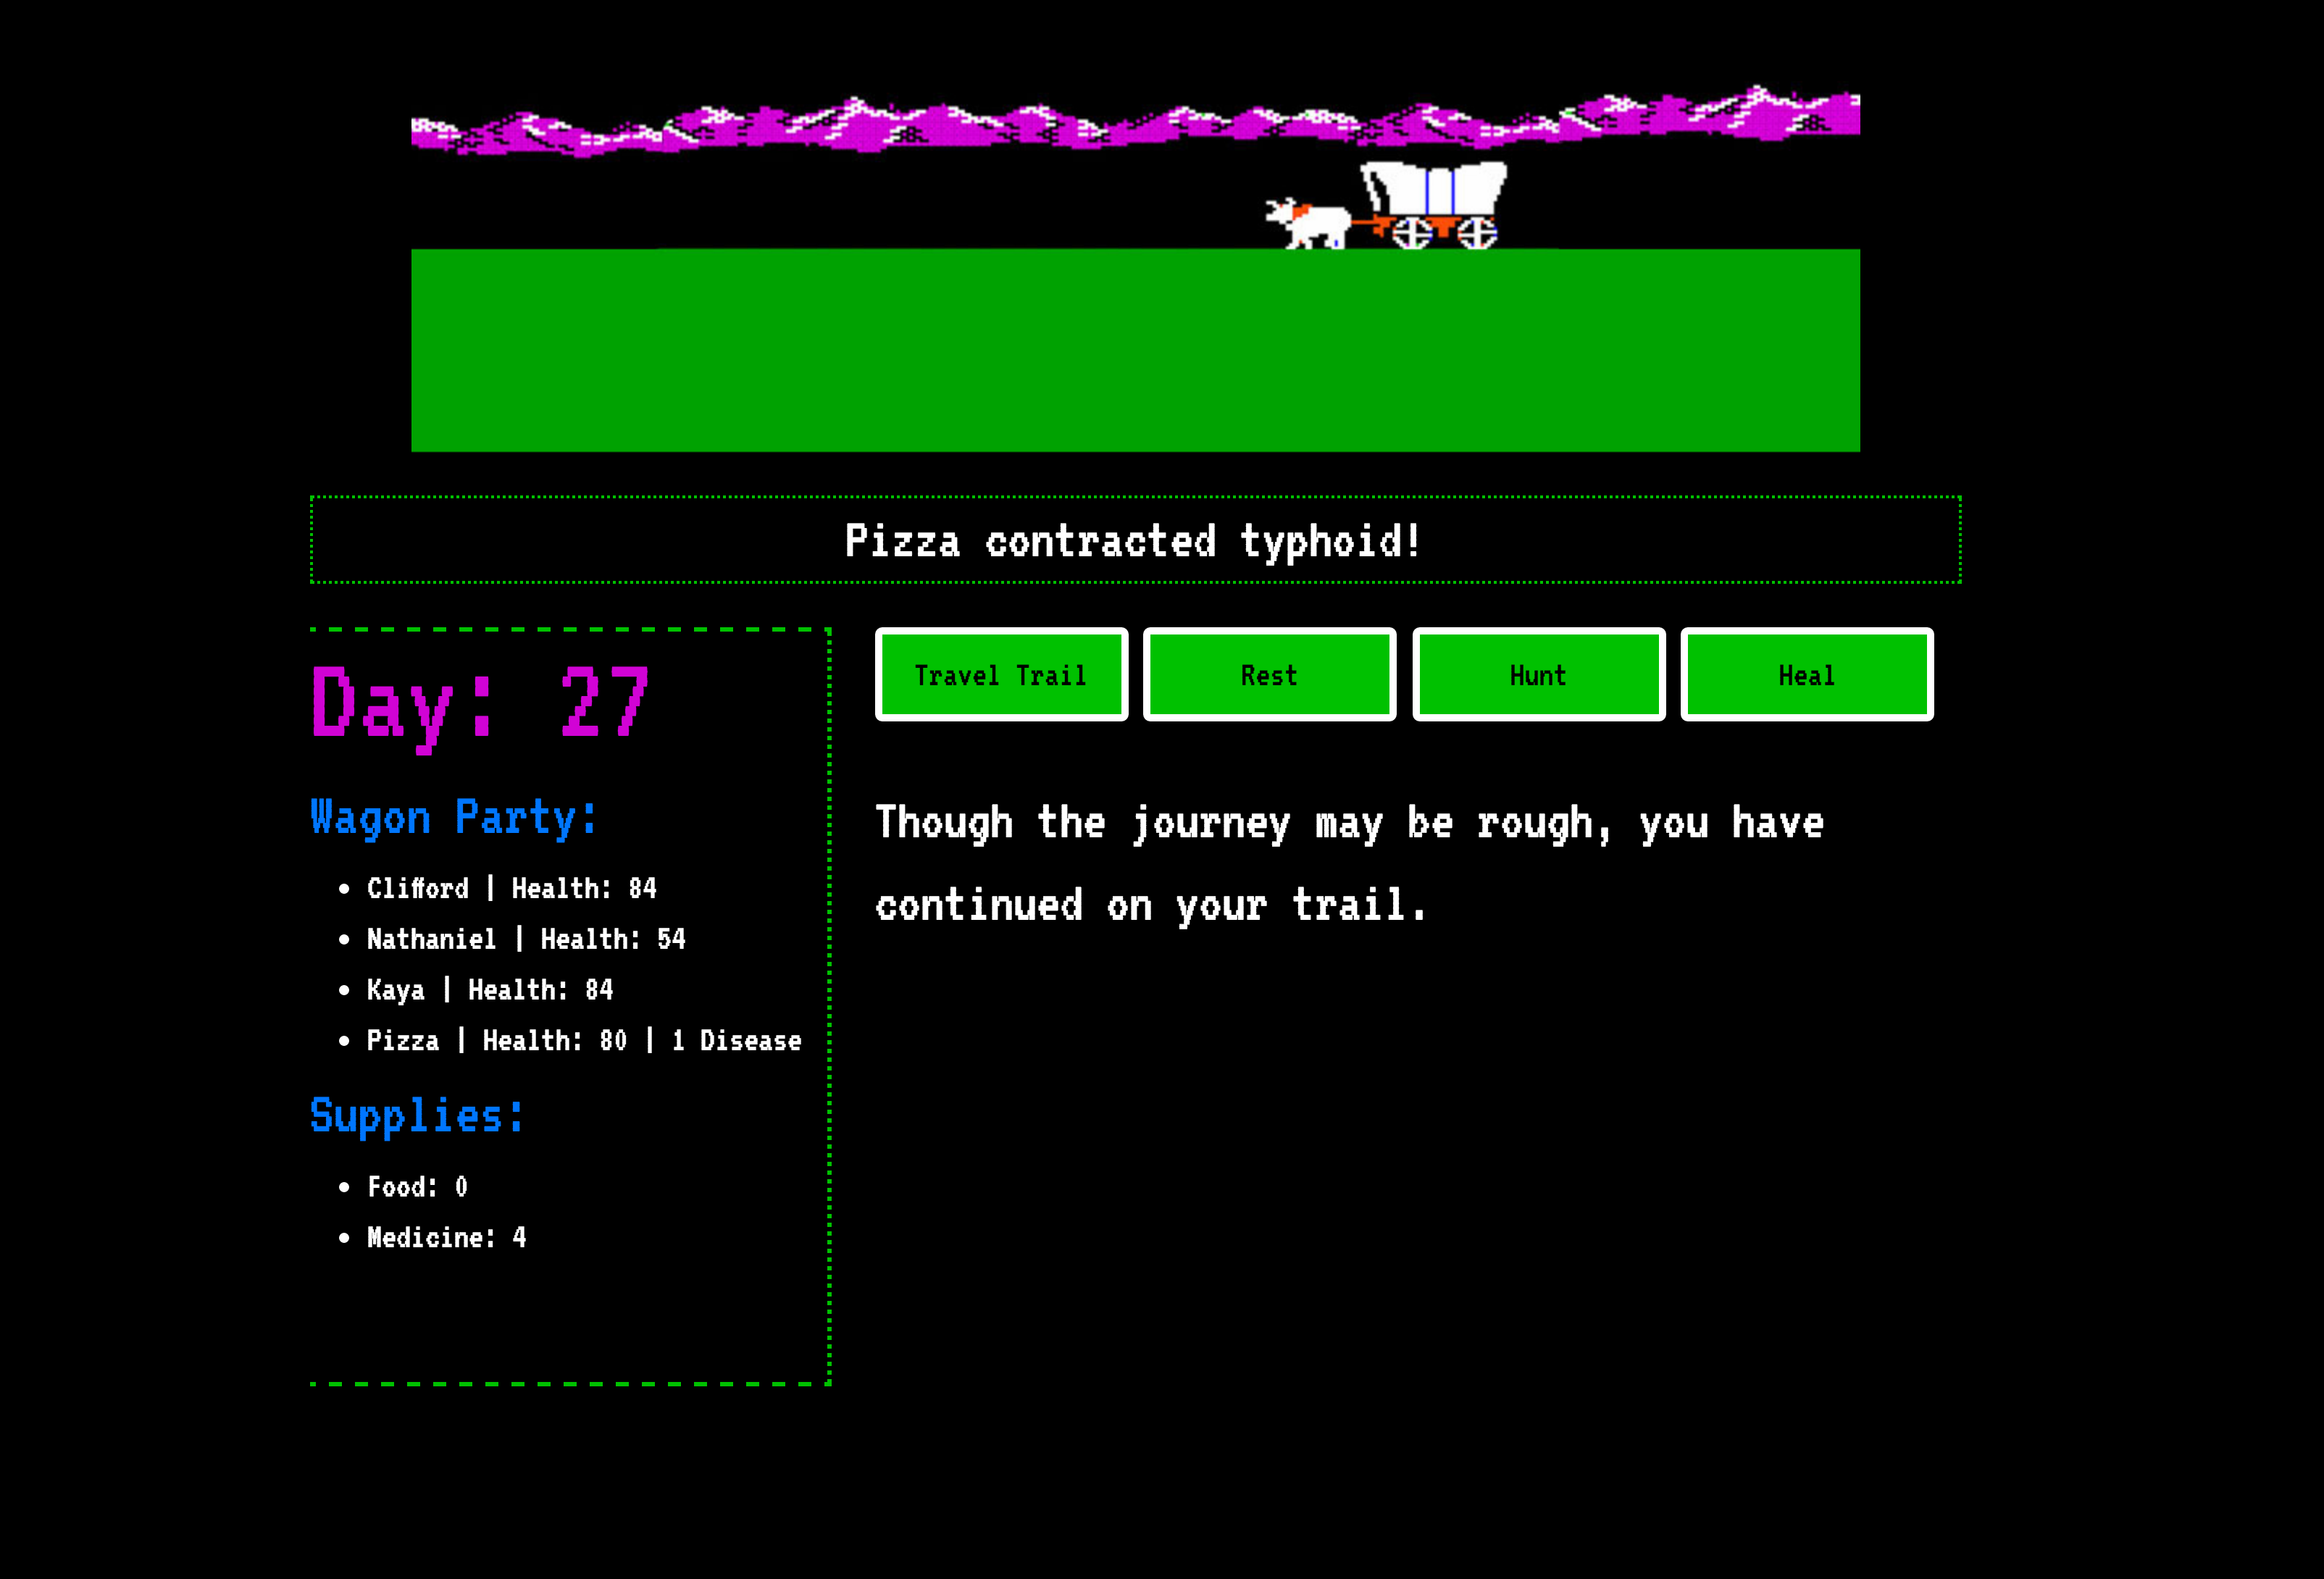 Pizza contracted typhoid!
Day: 27
Wagon Party:
Clifford | Health: 84
Nathaniel | Health: 54
Kaya | Health: 84
Pizza | Health: 80 | 1 Disease
Supplies:
Food: 0
Medicine: 4
Travel Trail
Rest
Hunt
Heal
Though the journey may be rough, you have
continued on your trail.